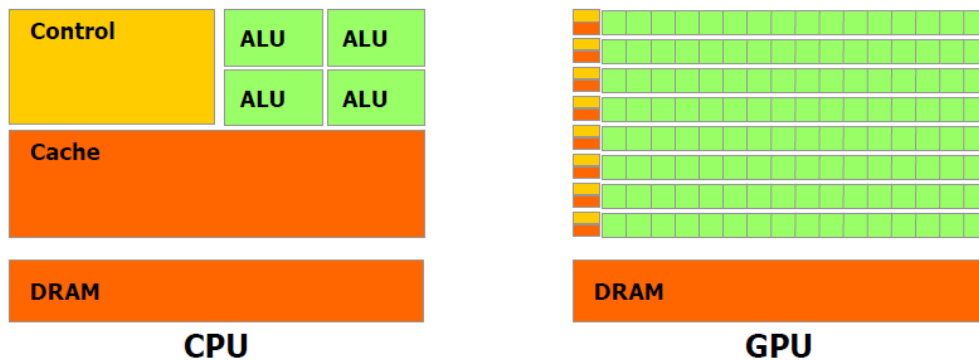 Control
ALU ALU
ALU ALU
Cache
DRAM
CPU
DRAM
GPU